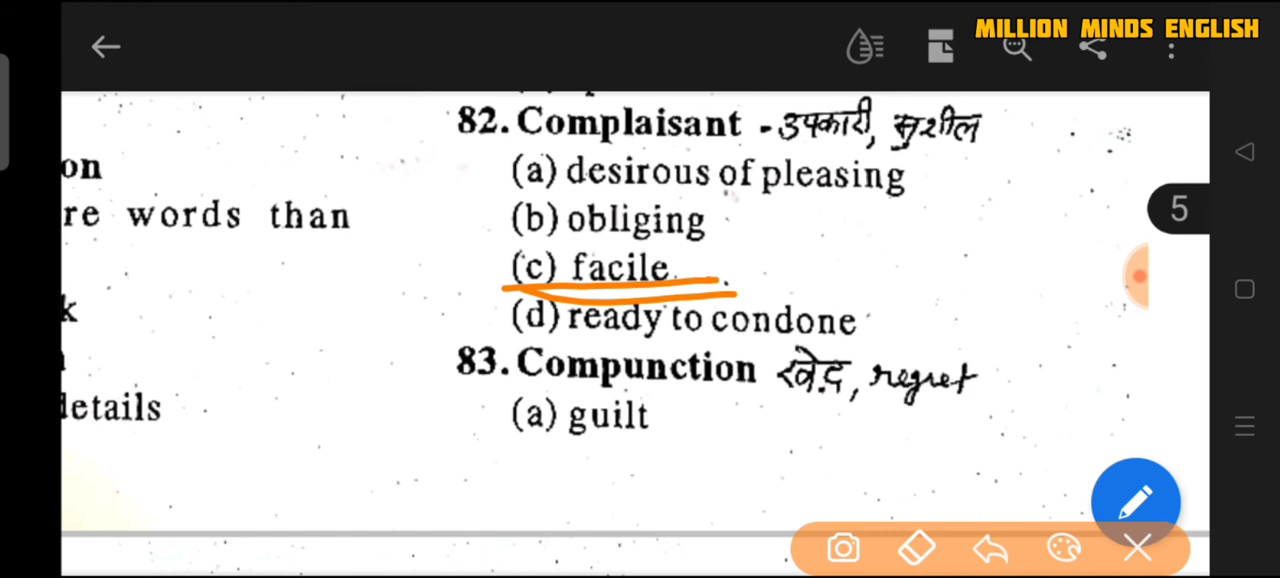 MILLION MINDS ENGLISH
5
on
re words than
k
details
82. Complaisant - उपकारी, सुशील
(a) desirous of pleasing
(b) obliging
(c) facile
(d) ready to condone
83. Compunction खेद, regret
(a) guilt